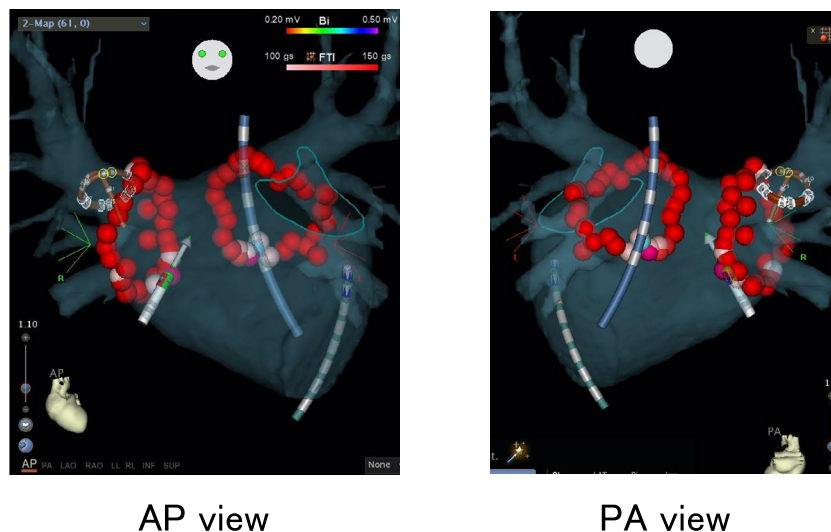 2-Map (61, 0)
0.20 mV Bi 0.50 mV
100 gs FTI 150 gs
R
R
1.10
AP
AP PA LAO RAO LL RL INF SUP
None
PA
AP view
PA view